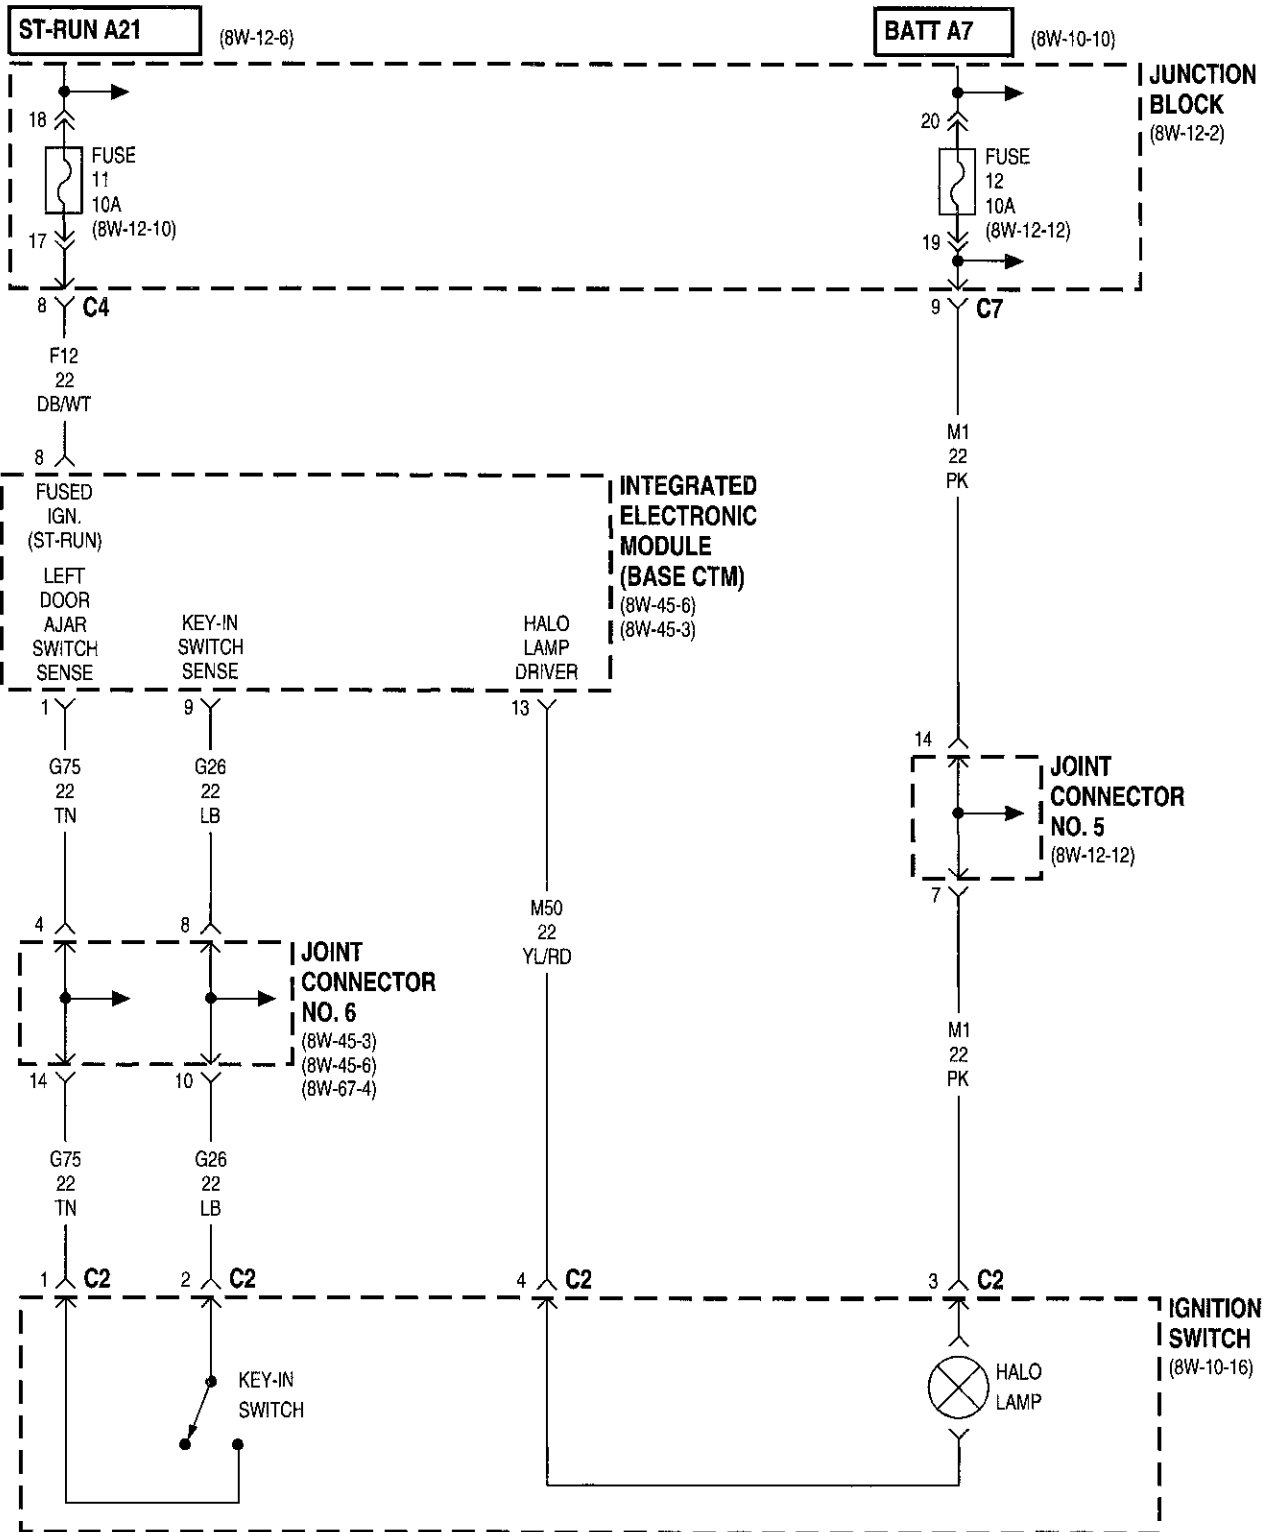 ST-RUN A21
(8W-12-6)
BATT A7
(8W-10-10)
JUNCTION
BLOCK
(8W-12-2)
18
FUSE
11
10A
(8W-12-10)
17
20
FUSE
12
10A
(8W-12-12)
19
8
C4
9
C7
F12
22
DB/WT
8
M1
22
PK
FUSED
IGN.
(ST-RUN)
LEFT
DOOR
AJAR
SWITCH
SENSE
KEY-IN
SWITCH
SENSE
HALO
LAMP
DRIVER
INTEGRATED
ELECTRONIC
MODULE
(BASE CTM)
(8W-45-6)
(8W-45-3)
1
9
13
G75
22
TN
G26
22
LB
14
JOINT
CONNECTOR
NO. 5
(8W-12-12)
7
M50
22
YL/RD
4
8
JOINT
CONNECTOR
NO. 6
(8W-45-3)
(8W-45-6)
(8W-67-4)
14
10
M1
22
PK
G75
22
TN
G26
22
LB
1
C2
2
C2
4
C2
3
C2
IGNITION
SWITCH
(8W-10-16)
KEY-IN
SWITCH
HALO
LAMP